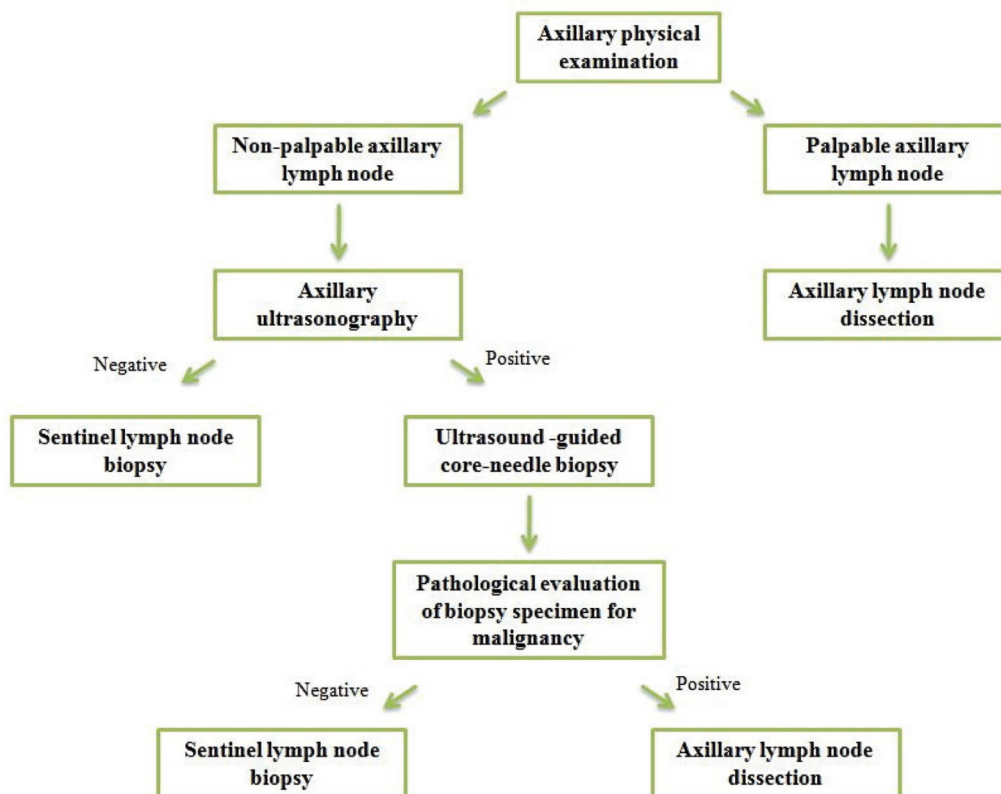 Axillary physical
examination
Non-palpable axillary
lymph node
Palpable axillary
lymph node
Axillary
ultrasonography
Axillary lymph node
dissection
Negative
Positive
Sentinel lymph node
biopsy
Ultrasound -guided
core-needle biopsy
Pathological evaluation
of biopsy specimen for
malignancy
Negative
Positive
Sentinel lymph node
biopsy
Axillary lymph node
dissection